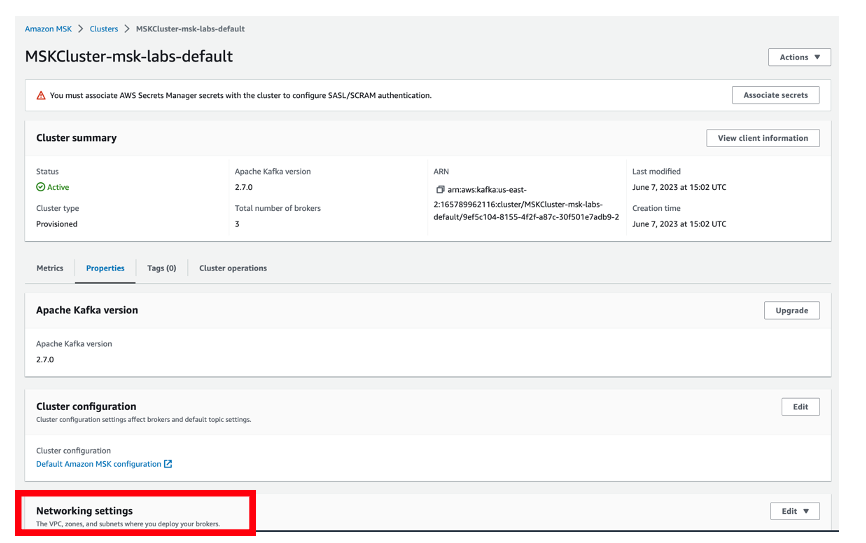 Amazon MSK > Clusters > MSKCluster-msk-labs-default
MSKCluster-msk-labs-default
Actions ▼
You must associate AWS Secrets Manager secrets with the cluster to configure SASL/SCRAM authentication.
Associate secrets
Cluster summary
View client information
Status
Active
Cluster type
Provisioned
Apache Kafka version
2.7.0
Total number of brokers
3
ARN
arn:aws:kafka:us-east-
2:165789962116:cluster/MSKCluster-msk-labs-
default/9ef5c104-8155-4f2f-a87c-30f501e7adb9-2
Last modified
June 7, 2023 at 15:02 UTC
Creation time
June 7, 2023 at 15:02 UTC
Metrics
Properties
Tags (0)
Cluster operations
Apache Kafka version
Upgrade
Apache Kafka version
2.7.0
Cluster configuration
Cluster configuration settings affect brokers and default topic settings.
Edit
Cluster configuration
Default Amazon MSK configuration
Networking settings
The VPC, zones, and subnets where you deploy your brokers.
Edit ▼